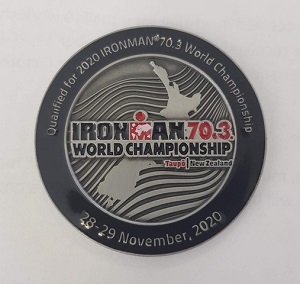 Qualified for 2020 IRONMAN® 70.3 World Championship
IRONMAN 70.3
WORLD CHAMPIONSHIP
Taupō | New Zealand
28-29 November, 2020